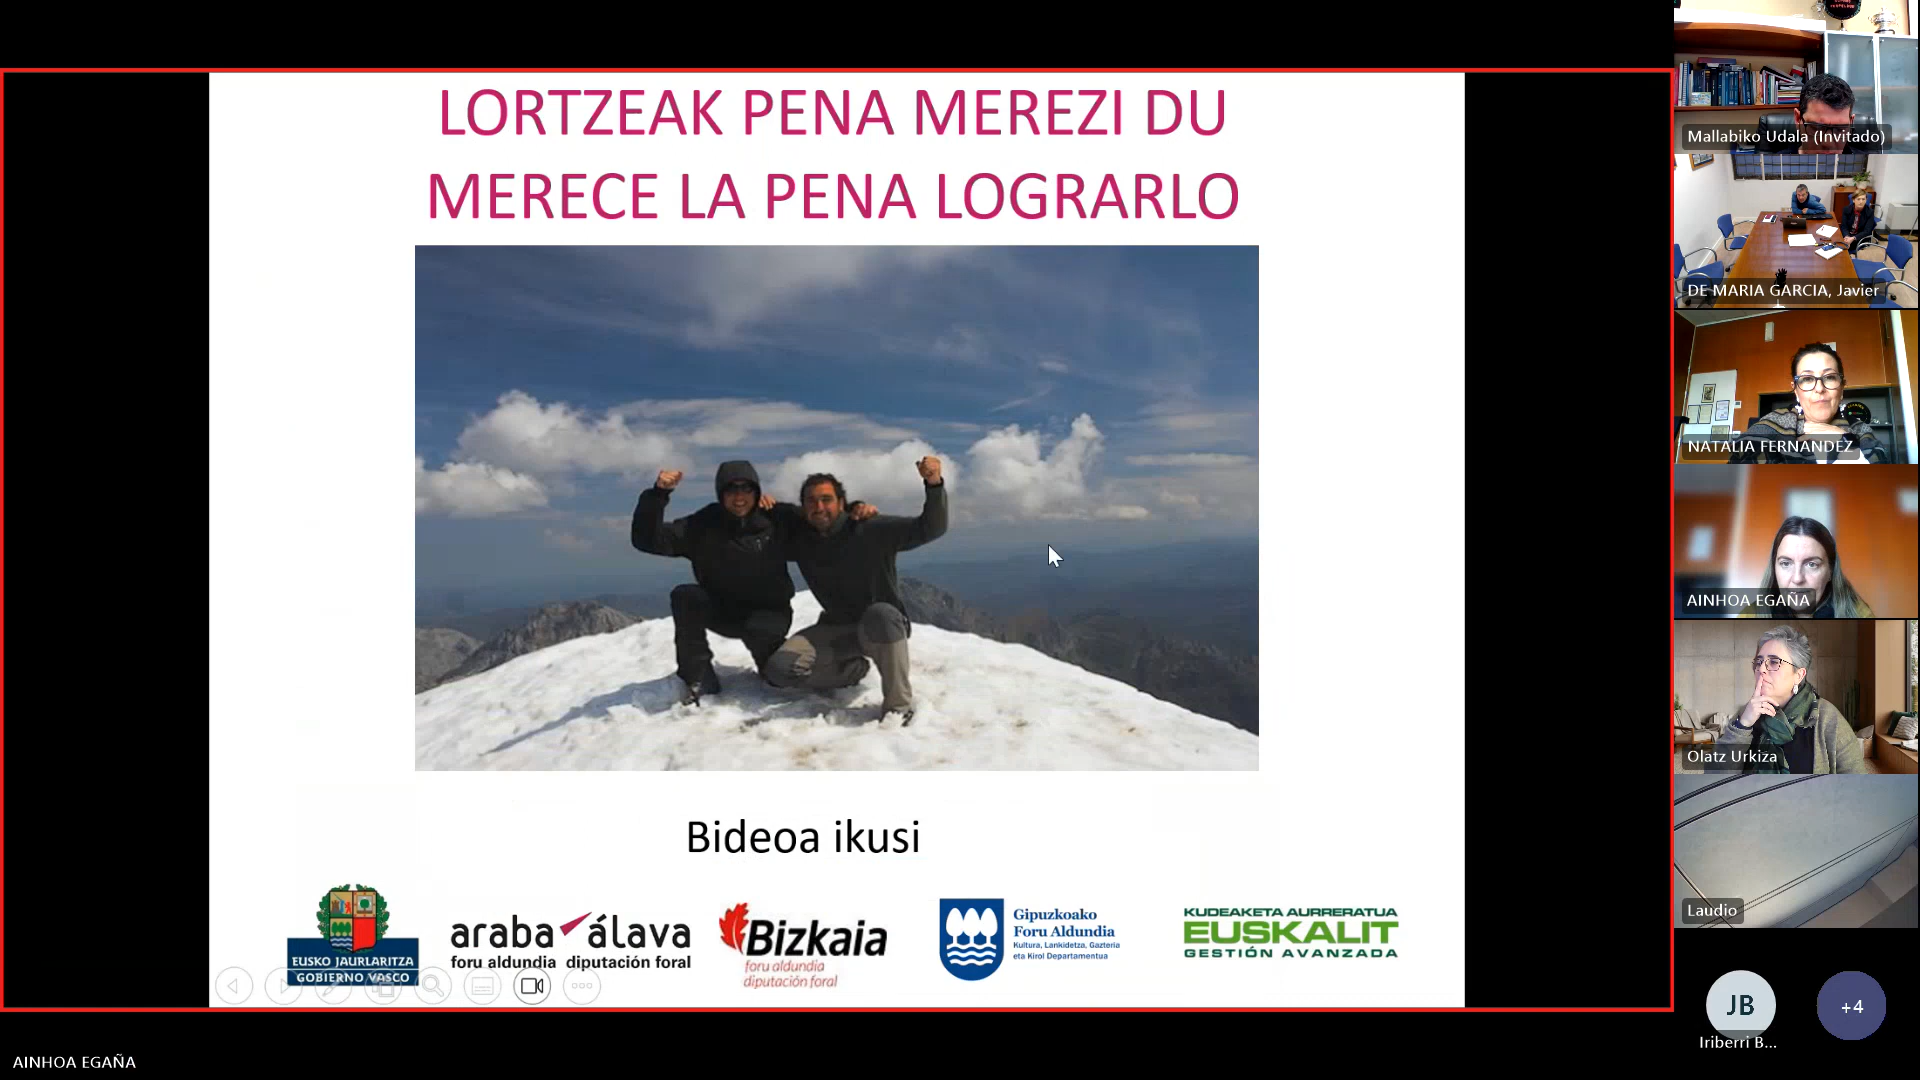 LORTZEAK PENA MEREZI DU
MERECE LA PENA LOGRARLO
Bideoa ikusi
EUSKO JAURLARITZA
GOBIERNO VASCO
araba álava
foru aldundia diputación foral
Bizkaia
foru aldundia
diputación foral
Gipuzkoako
Foru Aldundia
Kultura, Lankidetza, Gazteria
eta Kirol Departamentua
KUDEAKETA AURRERATUA
EUSKALIT
GESTIÓN AVANZADA
AINHOA EGAÑA
Mallabiko Udala (Invitado)
DE MARIA GARCIA, Javier
NATALIA FERNANDEZ
AINHOA EGAÑA
Olatz Urkiza
Laudio
JB
+4
Iriberri B...